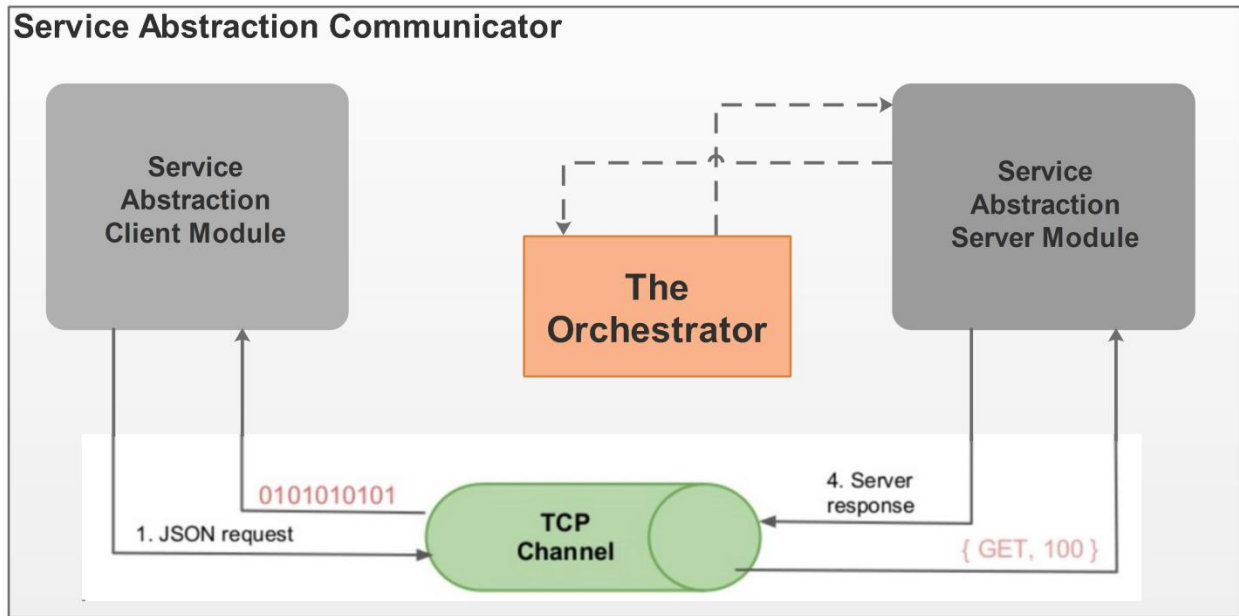 Service Abstraction Communicator
Service
Abstraction
Client Module
Service
Abstraction
Server Module
The
Orchestrator
0101010101
1. JSON request
TCP
Channel
4. Server
response
{ GET, 100 }